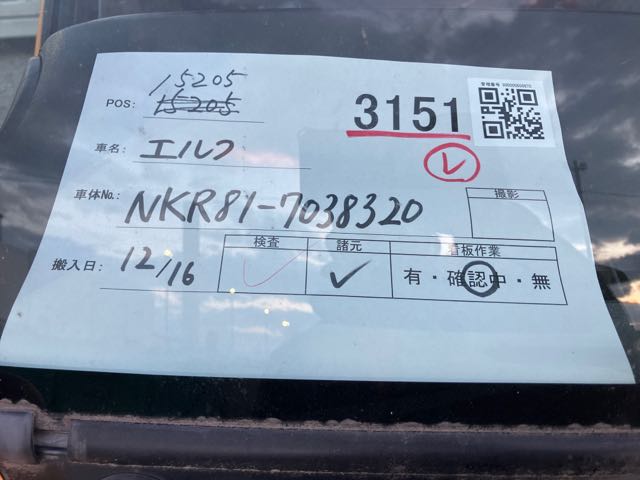 15205
POS: 15205
3151
レ
車名: エルフ
車体No.: NKR81-7038320
撮影
搬入日: 12/16
検査 諸元 看板作業
有・確認中・無